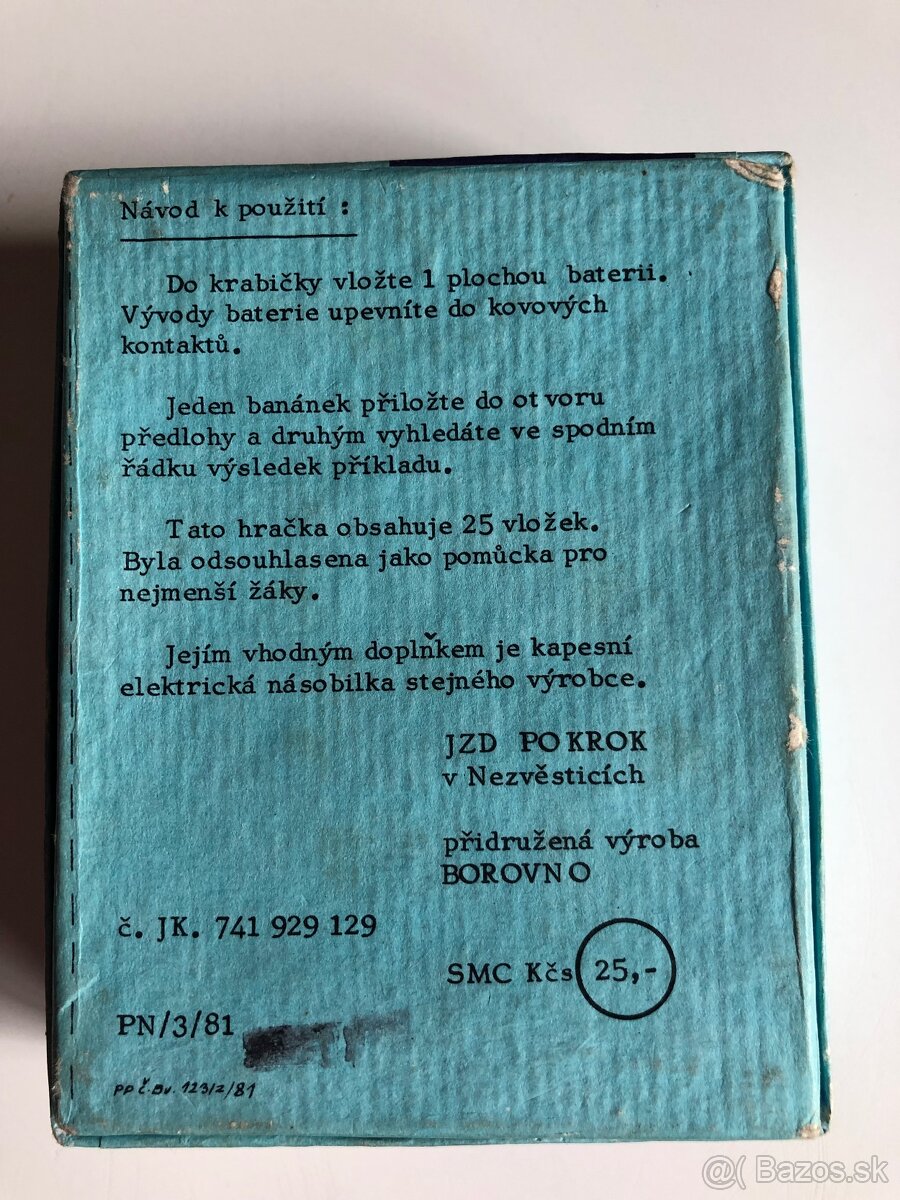 Návod k použití :
Do krabičky vložte 1 plochou baterii.
Vývody baterie upevníte do kovových
kontaktů.
Jeden banánek přiložte do otvoru
předlohy a druhým vyhledáte ve spodním
řádku výsledek příkladu.
Tato hračka obsahuje 25 vložek.
Byla odsouhlasena jako pomůcka pro
nejmenší žáky.
Jejím vhodným doplňkem je kapesní
elektrická násobilka stejného výrobce.
JZD POKROK
v Nezvěsticích
přidružená výroba
BOROVNO
č. JK. 741 929 129
SMC Kčs 25,-
PN/3/81
PP č.Bv. 123/2/81
@( Bazos.sk